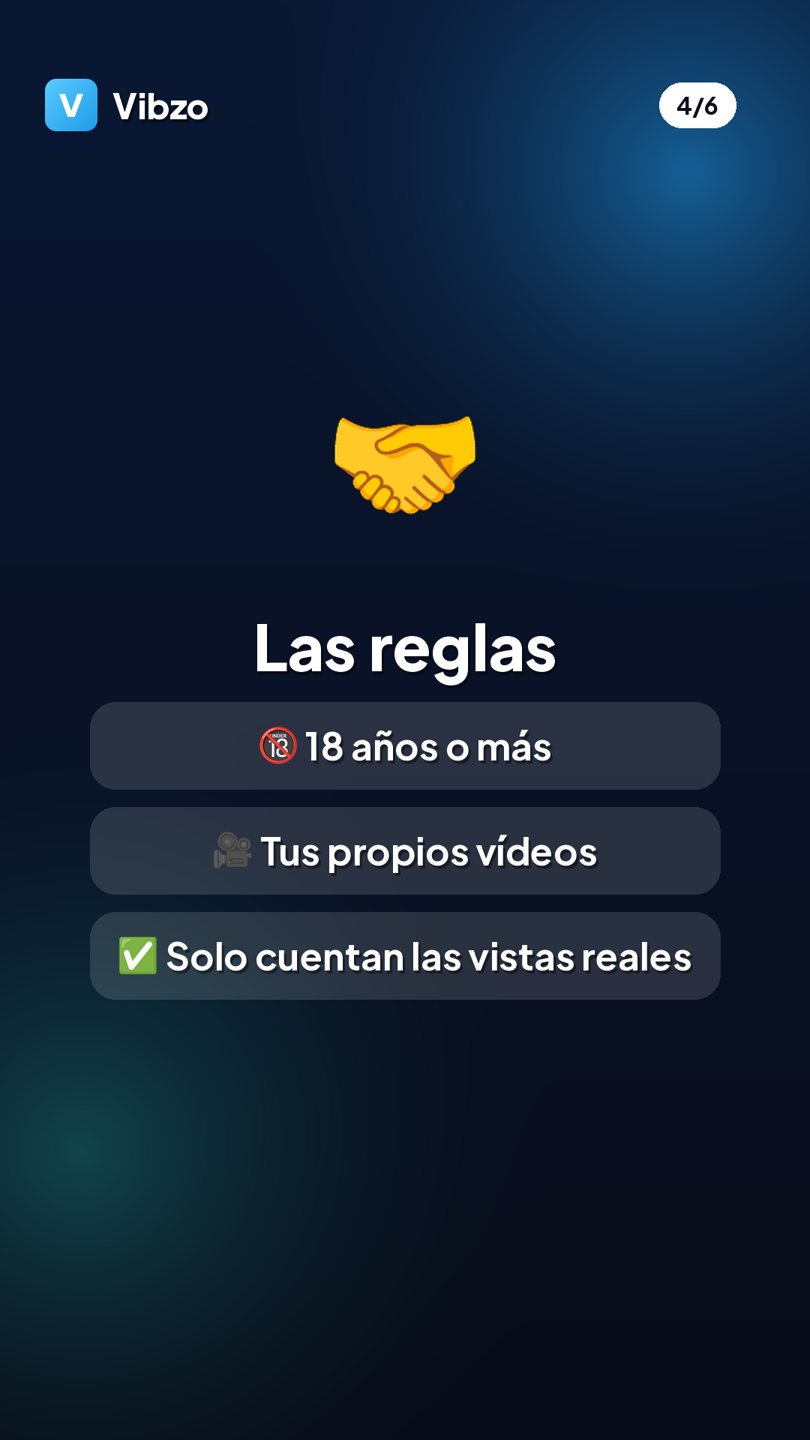 V Vibzo
4/6
Las reglas
🔞 18 años o más
🎥 Tus propios vídeos
✅ Solo cuentan las vistas reales